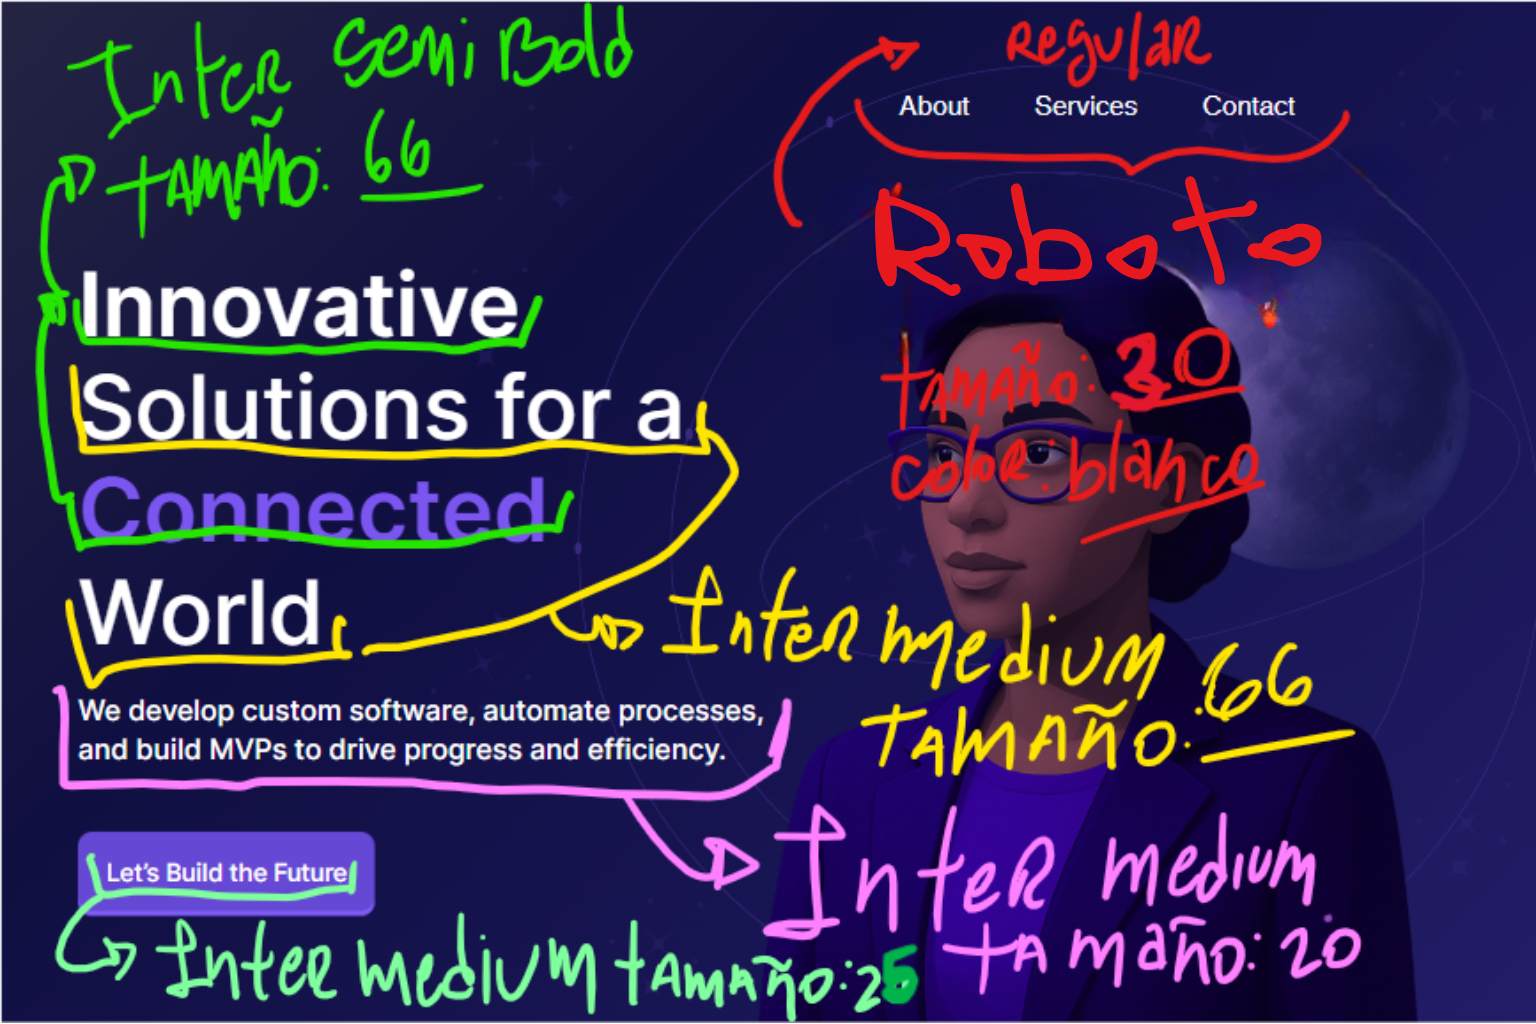 Inter SemiBold
tamaño: 66
Regular
About Services Contact
Roboto
tamaño: 30
color: blanco
Innovative
Solutions for a
Connected
World
Inter medium
tamaño: 66
We develop custom software, automate processes,
and build MVPs to drive progress and efficiency.
Inter medium
tamaño: 20
Let's Build the Future
Inter medium tamaño: 25